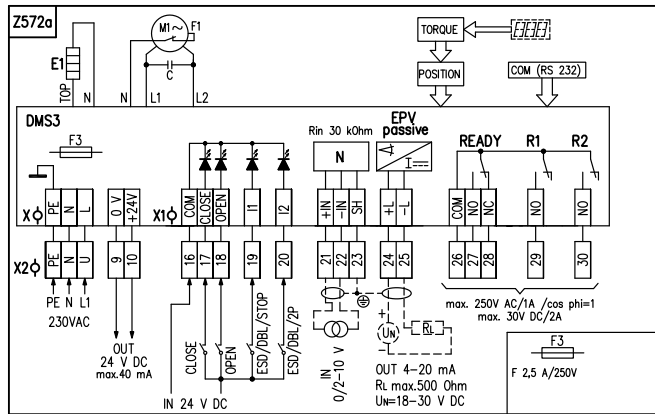 Z572a
E1
TOP
N
M1
F1
C
N
L1
L2
TORQUE
POSITION
COM (RS 232)
DMS3
F3
Rin 30 kOhm
N
EPV
passive
I
READY
R1
R2
X
PE
N
L
0 V
+24V
X1
COM
CLOSE
OPEN
I1
I2
+IN
-IN
SH
+L
-L
COM
NO
NC
NO
NO
X2
PE
N
U
9
10
16
17
18
19
20
21
22
23
24
25
26
27
28
29
30
PE N L1
230VAC
OUT
24 V DC
max.40 mA
CLOSE
OPEN
ESD/DBL/STOP
ESD/DBL/2P
IN 24 V DC
IN
0/2-10 V
+
UN
-
RL
OUT 4-20 mA
RL max.500 Ohm
UN=18-30 V DC
max. 250V AC/1A /cos phi=1
max. 30V DC/2A
F3
F 2,5 A/250V